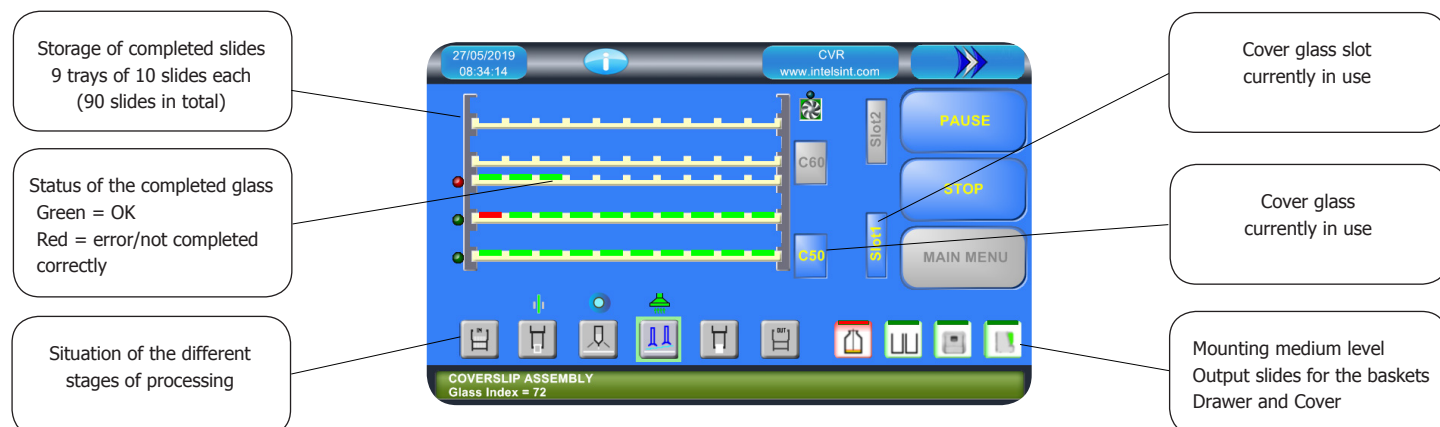 Storage of completed slides
9 trays of 10 slides each
(90 slides in total)
Status of the completed glass
Green = OK
Red = error/not completed
correctly
Situation of the different
stages of processing
27/05/2019
08:34:14
i
CVR
www.intelsint.com
Slot2
PAUSE
C60
STOP
Slot1
C50
MAIN MENU
IN
OUT
COVERSLIP ASSEMBLY
Glass Index = 72
Cover glass slot
currently in use
Cover glass
currently in use
Mounting medium level
Output slides for the baskets
Drawer and Cover